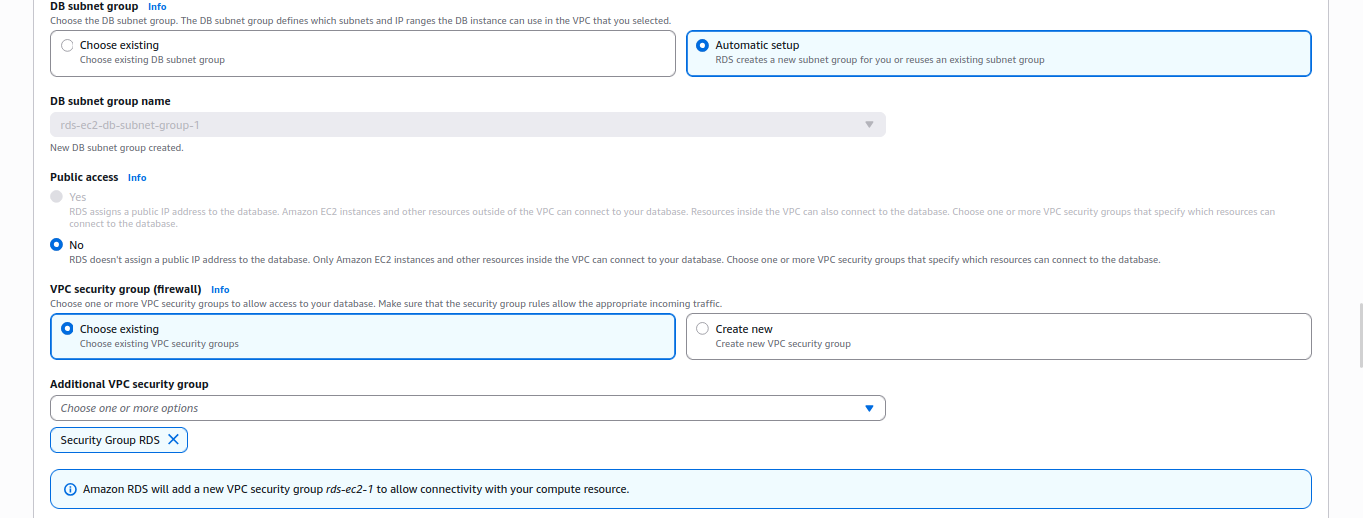 DB subnet group Info
Choose the DB subnet group. The DB subnet group defines which subnets and IP ranges the DB instance can use in the VPC that you selected.
Choose existing
Choose existing DB subnet group
Automatic setup
RDS creates a new subnet group for you or reuses an existing subnet group
DB subnet group name
rds-ec2-db-subnet-group-1
New DB subnet group created.
Public access Info
Yes
RDS assigns a public IP address to the database. Amazon EC2 instances and other resources outside of the VPC can connect to your database. Resources inside the VPC can also connect to the database. Choose one or more VPC security groups that specify which resources can
connect to the database.
No
RDS doesn't assign a public IP address to the database. Only Amazon EC2 instances and other resources inside the VPC can connect to your database. Choose one or more VPC security groups that specify which resources can connect to the database.
VPC security group (firewall) Info
Choose one or more VPC security groups to allow access to your database. Make sure that the security group rules allow the appropriate incoming traffic.
Choose existing
Choose existing VPC security groups
Create new
Create new VPC security group
Additional VPC security group
Choose one or more options
Security Group RDS
Amazon RDS will add a new VPC security group rds-ec2-1 to allow connectivity with your compute resource.